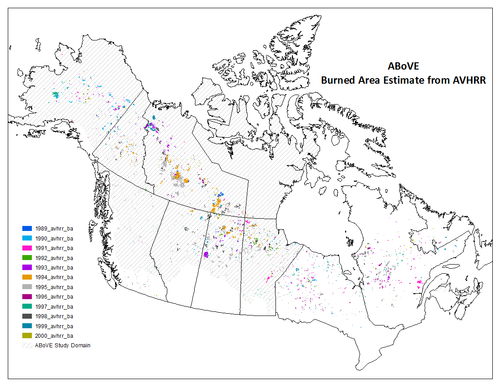 ABoVE
Burned Area Estimate from AVHRR
1989_avhrr_ba
1990_avhrr_ba
1991_avhrr_ba
1992_avhrr_ba
1993_avhrr_ba
1994_avhrr_ba
1995_avhrr_ba
1996_avhrr_ba
1997_avhrr_ba
1998_avhrr_ba
1999_avhrr_ba
2000_avhrr_ba
ABoVE Study Domain